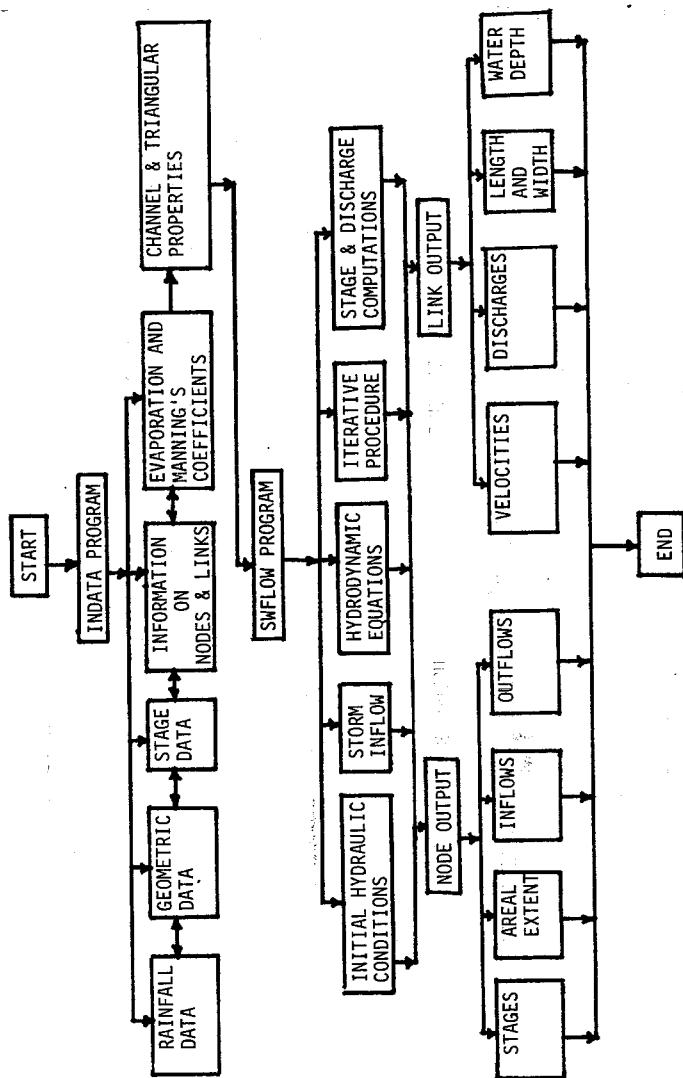 START
INDATA PROGRAM
RAINFALL
DATA
GEOMETRIC
DATA
STAGE
DATA
INFORMATION
ON
NODES & LINKS
EVAPORATION AND
MANNING'S
COEFFICIENTS
CHANNEL & TRIANGULAR
PROPERTIES
SWFLOW PROGRAM
INITIAL HYDRAULIC
CONDITIONS
STORM
INFLOW
HYDRODYNAMIC
EQUATIONS
ITERATIVE
PROCEDURE
STAGE & DISCHARGE
COMPUTATIONS
NODE OUTPUT
LINK OUTPUT
STAGES
AREAL
EXTENT
INFLOWS
OUTFLOWS
VELOCITIES
DISCHARGES
LENGTH
AND
WIDTH
WATER
DEPTH
END